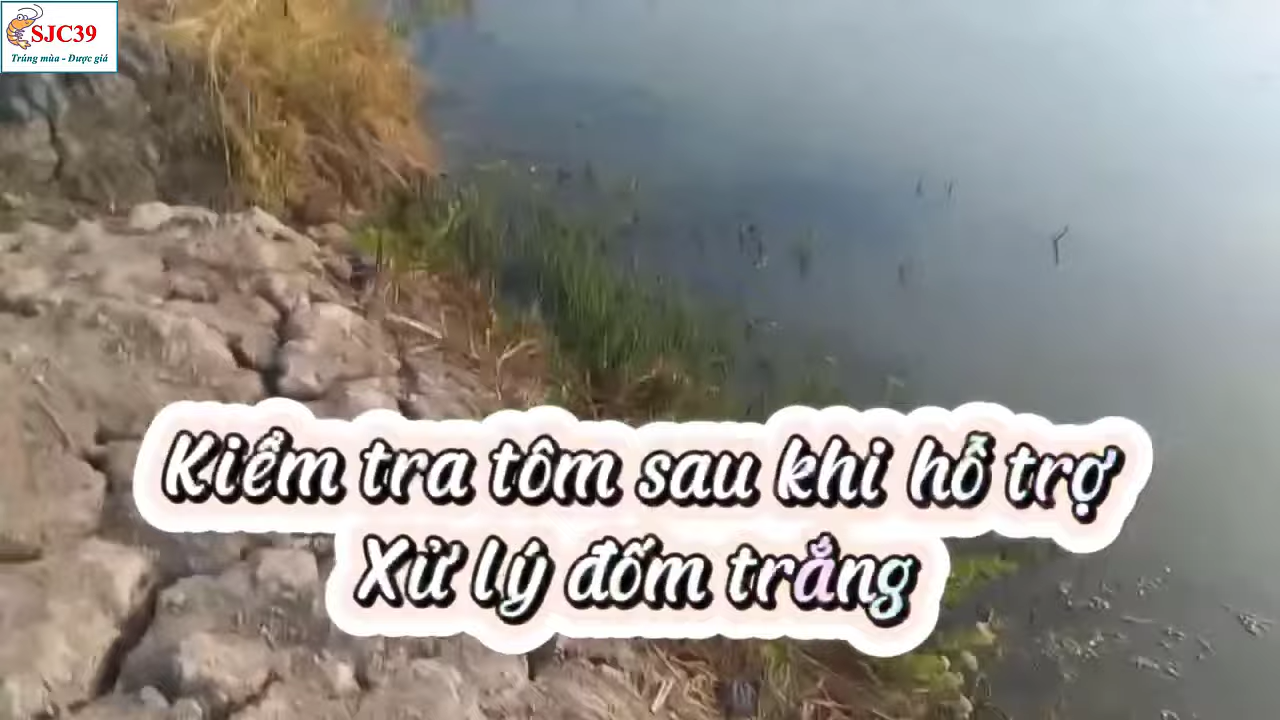 SJC39
Trúng mùa - Được giá
Kiểm tra tôm sau khi hỗ trợ
Xử lý đốm trắng